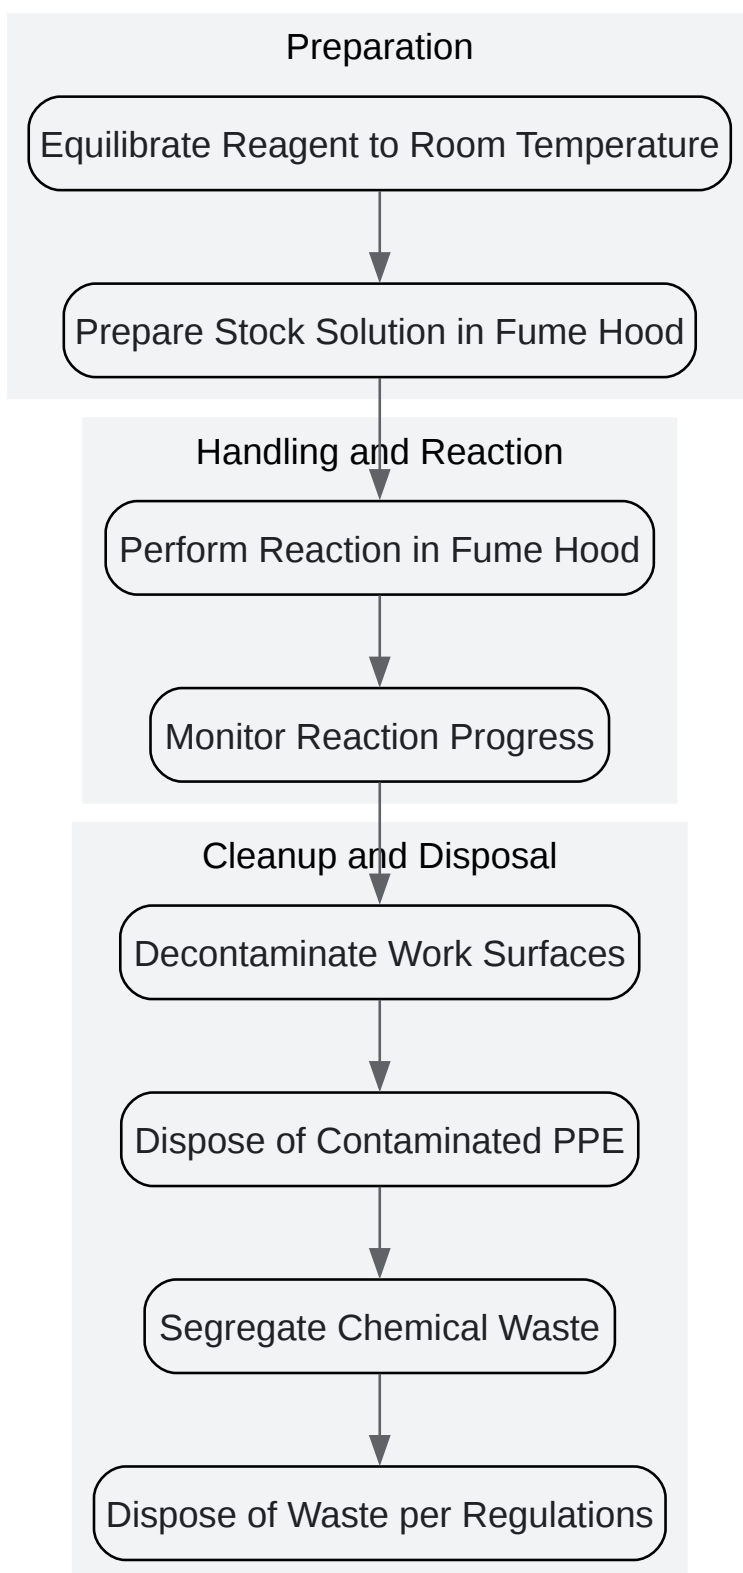 Preparation
Equilibrate Reagent to Room Temperature
Prepare Stock Solution in Fume Hood
Handling and Reaction
Perform Reaction in Fume Hood
Monitor Reaction Progress
Cleanup and Disposal
Decontaminate Work Surfaces
Dispose of Contaminated PPE
Segregate Chemical Waste
Dispose of Waste per Regulations